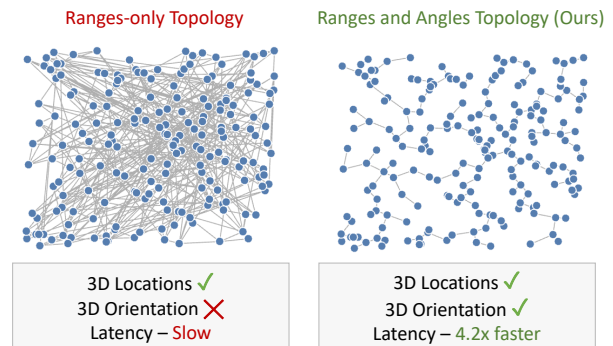 Ranges-only Topology
Ranges and Angles Topology (Ours)
3D Locations ✓
3D Orientation ✗
Latency – Slow
3D Locations ✓
3D Orientation ✓
Latency – 4.2x faster